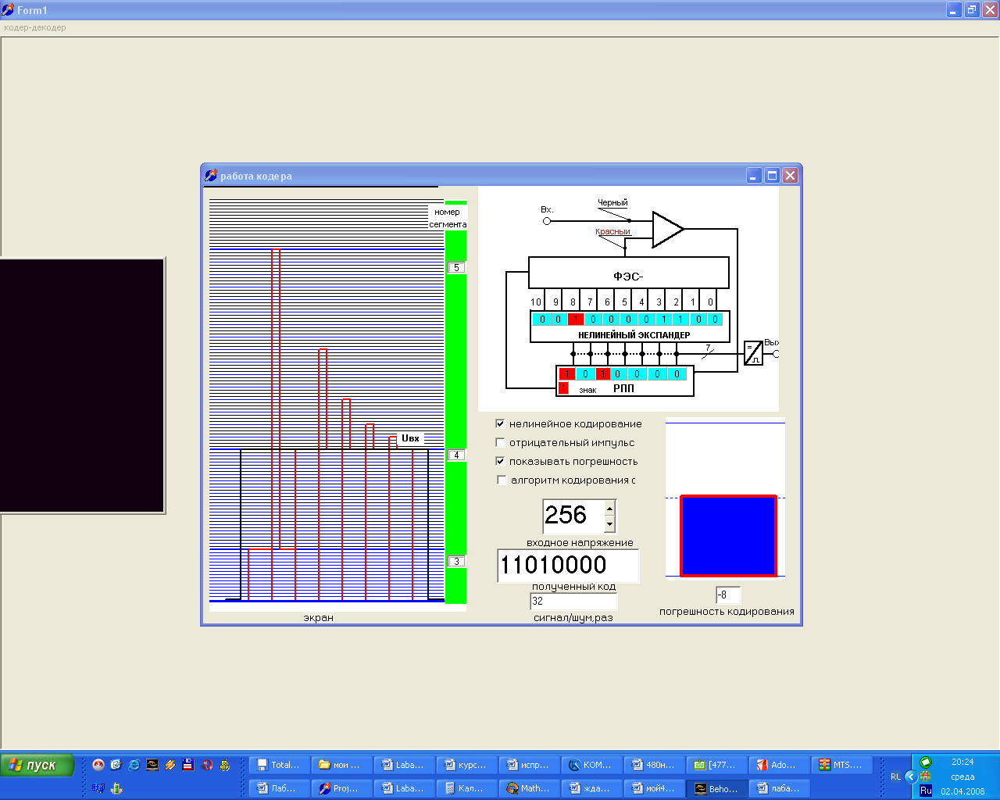 Form1
кодер-декодер
работа кодера
номер
сегмента
5
4
3
Uвх
экран
Вх.
Черный
Красный
ФЭС-
10 9 8 7 6 5 4 3 2 1 0
0 0 1 0 0 0 0 1 1 0 0
НЕЛИНЕЙНЫЙ ЭКСПАНДЕР
7
=
Вых
1 0 1 0 0 0 0
1 знак РПП
нелинейное кодирование
отрицательный импульс
показывать погрешность
алгоритм кодирования с
256
входное напряжение
11010000
полученный код
32
сигнал/шум,раз
-8
погрешность кодирования
пуск
Total...
мои ...
Laba...
курс...
испр...
КОМ...
480н...
[477...
Ado...
MTS....
Лаб...
Proj...
Laba...
Кал...
Math...
жда...
мой4...
Beho...
лаба...
RL
Ru
20:24
среда
02.04.2008